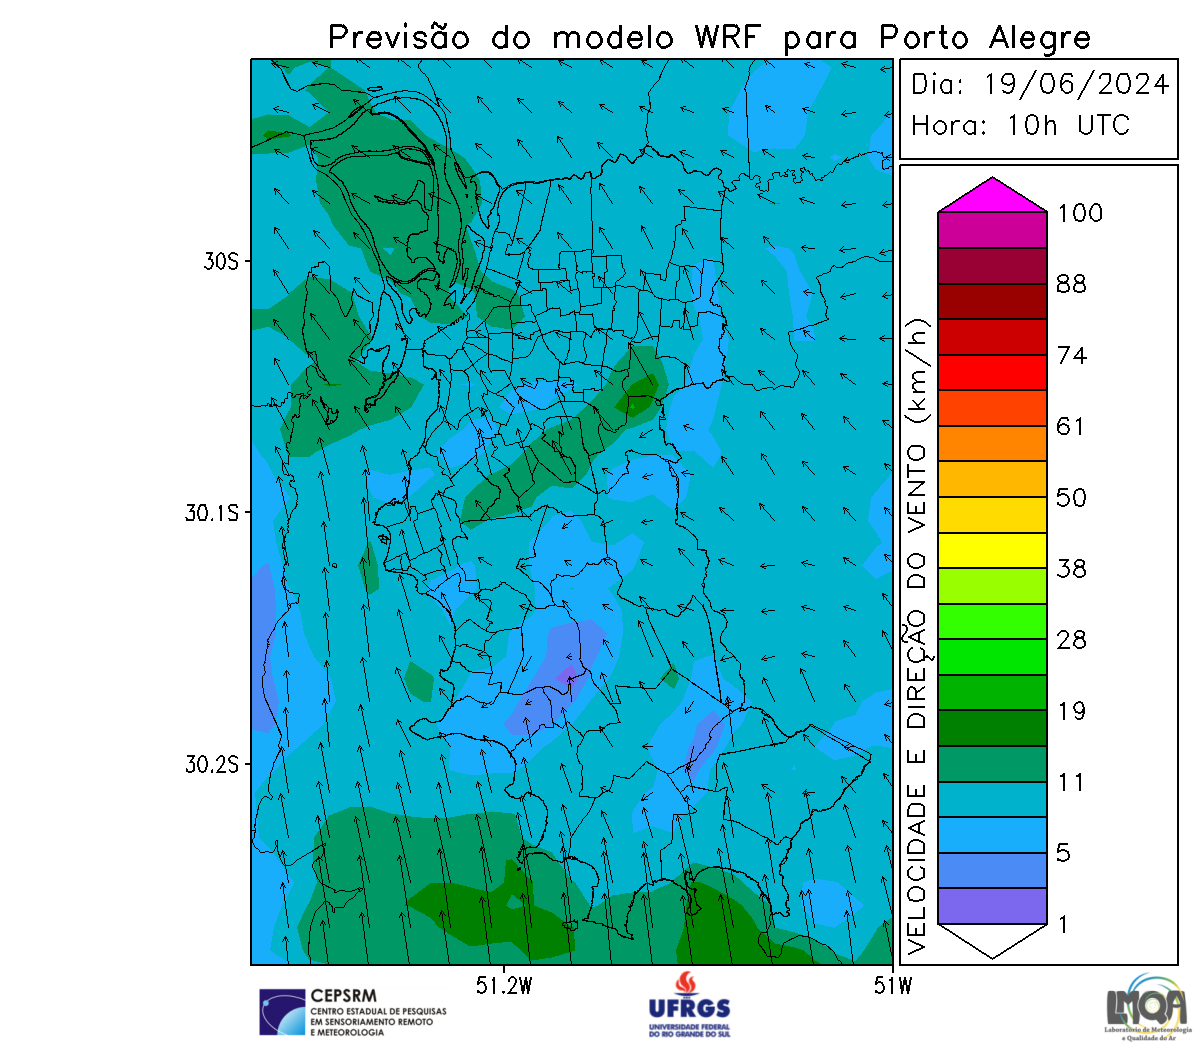 Previsão do modelo WRF para Porto Alegre
Dia: 19/06/2024
Hora: 10h UTC
100
88
74
61
50
38
28
19
11
5
1
VELOCIDADE E DIREÇÃO DO VENTO (km/h)
30S
30.1S
30.2S
51.2W
51W
CEPSRM
CENTRO ESTADUAL DE PESQUISAS
EM SENSORIAMENTO REMOTO
E METEOROLOGIA
UFRGS
UNIVERSIDADE FEDERAL
DO RIO GRANDE DO SUL
LMQA
Laboratório de Meteorologia
e Qualidade do Ar